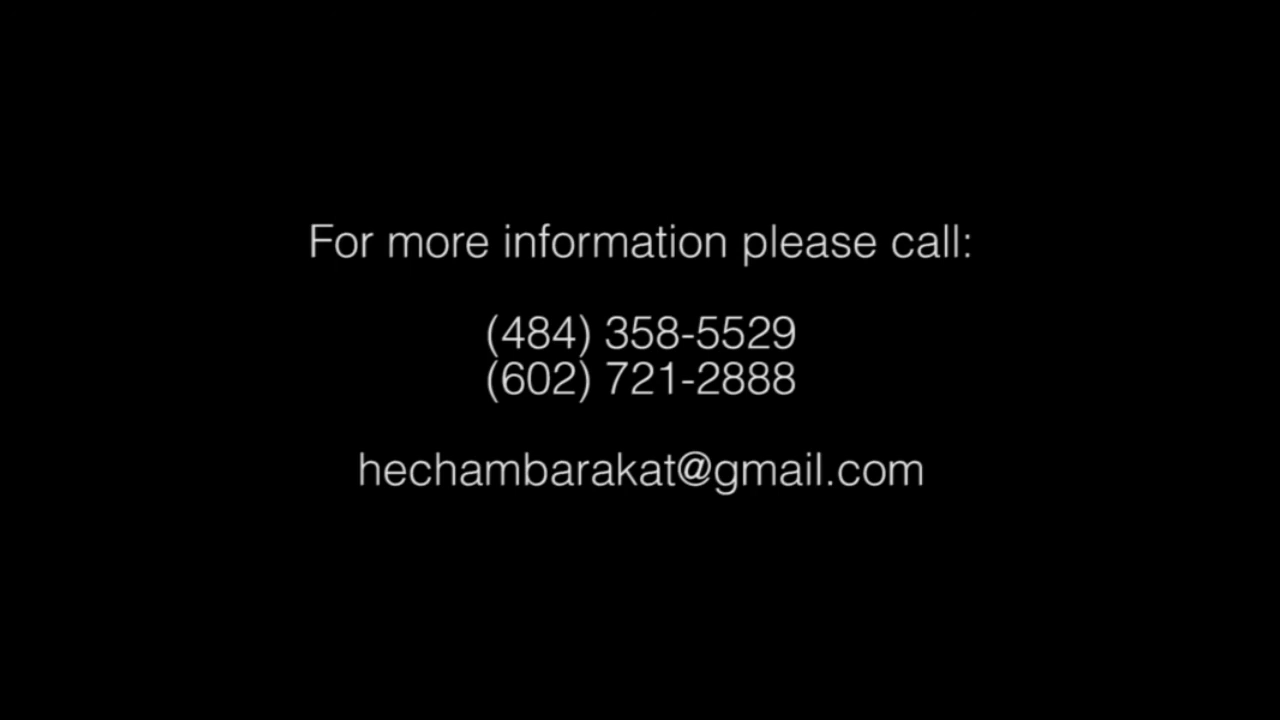 For more information please call:
(484) 358-5529
(602) 721-2888
hechambarakat@gmail.com